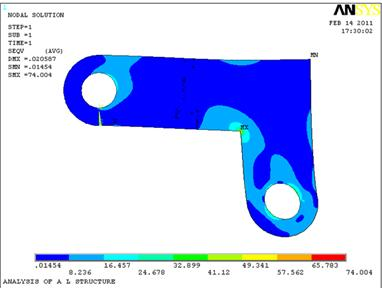 1
NODAL SOLUTION
STEP=1
SUB =1
TIME=1
SEQV (AVG)
DMX =.020587
SMN =.01454
SMX =74.004
ANSYS
FEB 14 2011
17:30:02
MN
MX
.01454 16.457 32.899 49.341 65.783
8.236 24.678 41.12 57.562 74.004
ANALYSIS OF A L STRUCTURE